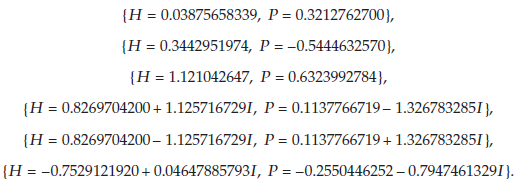 {H = 0.03875658339, P = 0.3212762700},
{H = 0.3442951974, P = −0.5444632570},
{H = 1.121042647, P = 0.6323992784},
{H = 0.8269704200 + 1.125716729I, P = 0.1137766719 − 1.326783285I},
{H = 0.8269704200 − 1.125716729I, P = 0.1137766719 + 1.326783285I},
{H = −0.7529121920 + 0.04647885793I, P = −0.2550446252 − 0.7947461329I}.